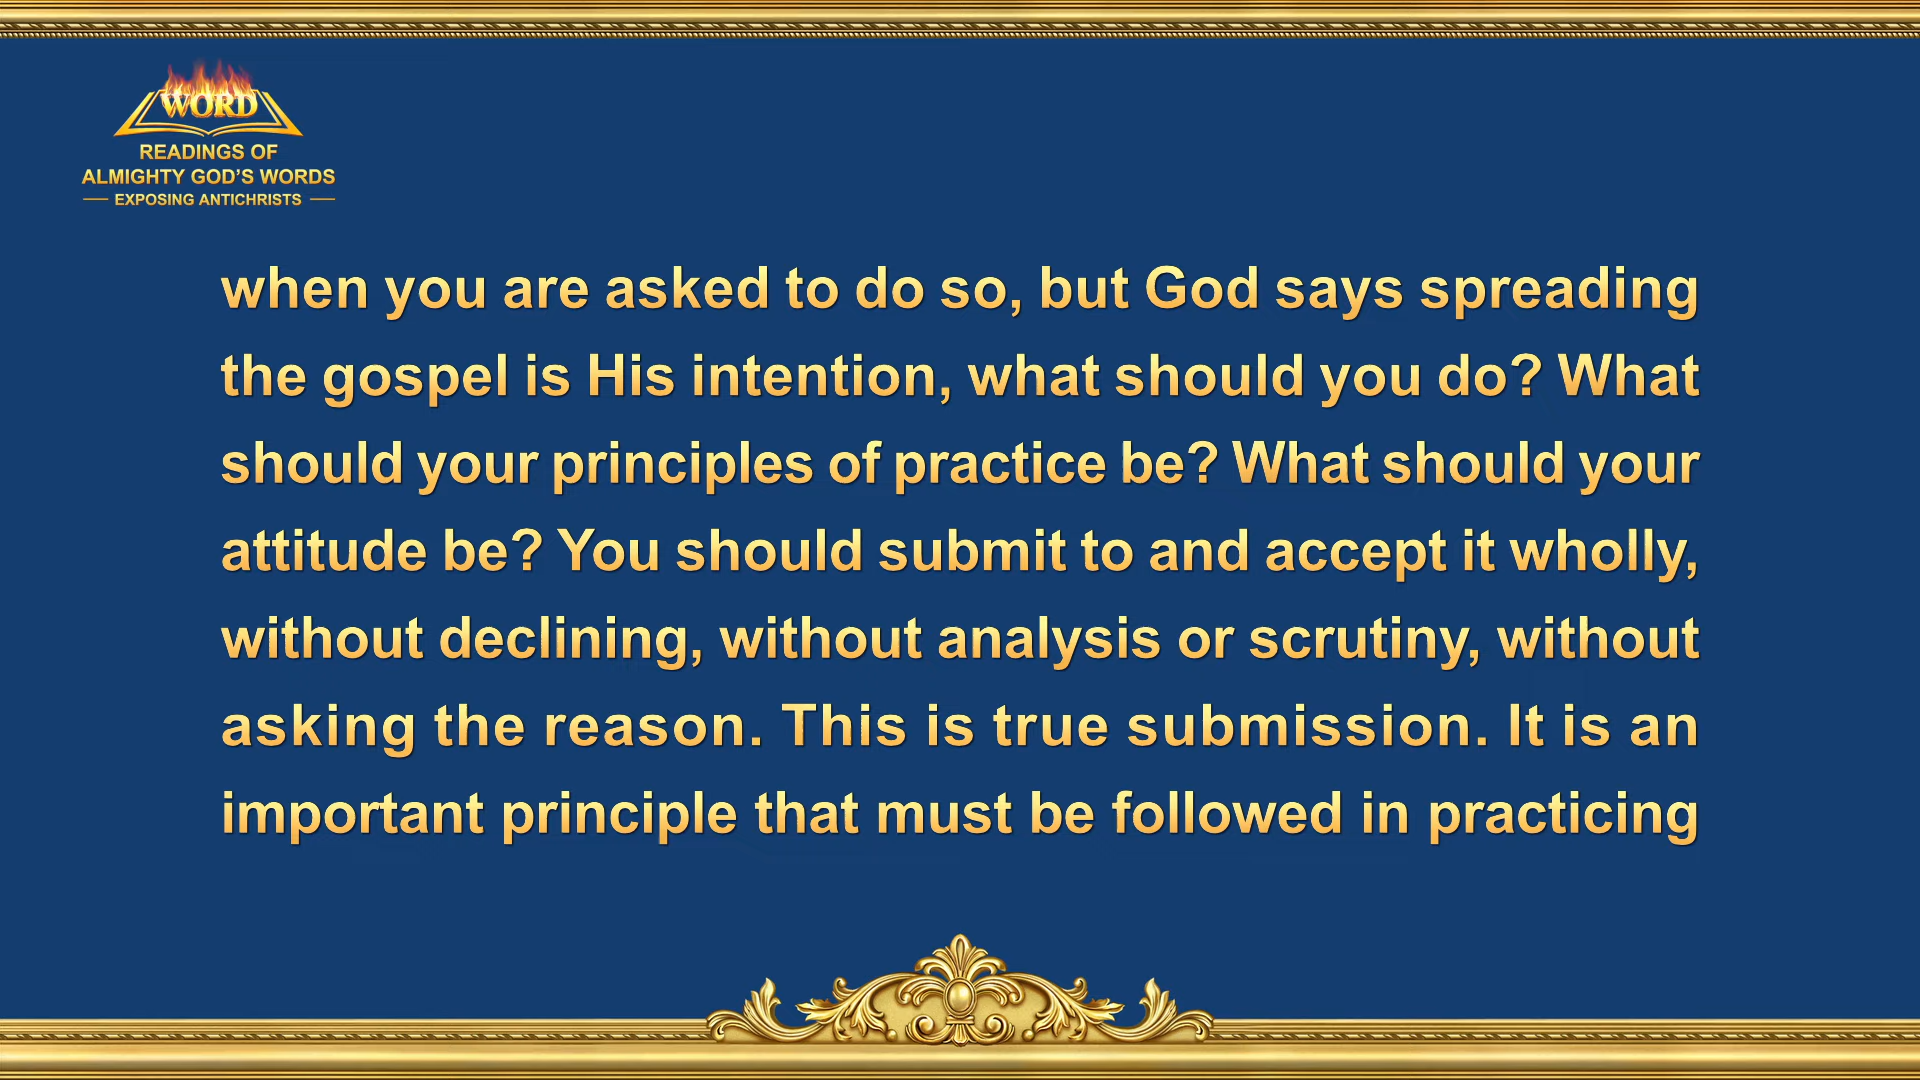 WORD
READINGS OF
ALMIGHTY GOD'S WORDS
EXPOSING ANTICHRISTS
when you are asked to do so, but God says spreading
the gospel is His intention, what should you do? What
should your principles of practice be? What should your
attitude be? You should submit to and accept it wholly,
without declining, without analysis or scrutiny, without
asking the reason. This is true submission. It is an
important principle that must be followed in practicing